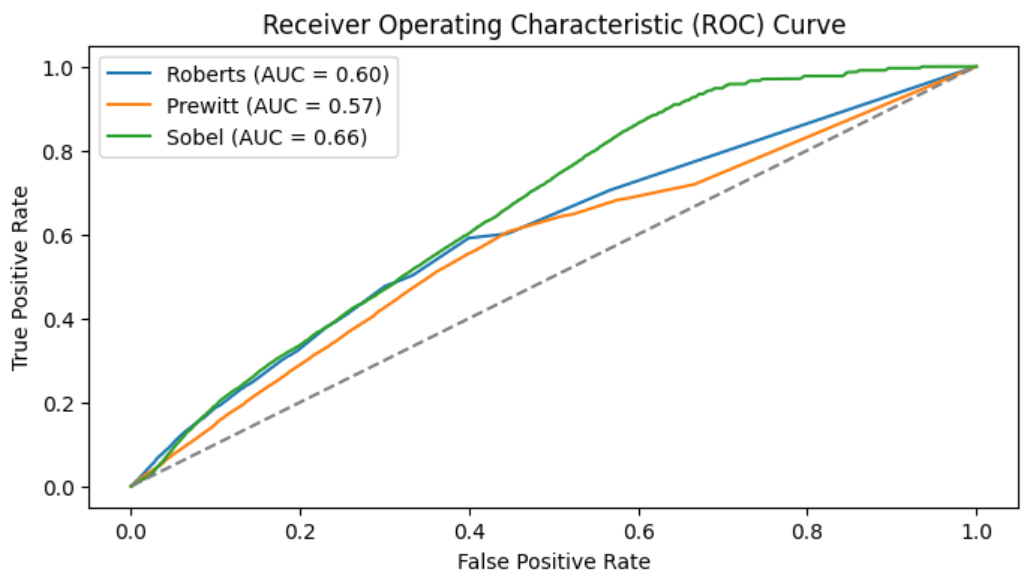 Receiver Operating Characteristic (ROC) Curve
Roberts (AUC = 0.60)
Prewitt (AUC = 0.57)
Sobel (AUC = 0.66)
True Positive Rate
1.0
0.8
0.6
0.4
0.2
0.0
0.0 0.2 0.4 0.6 0.8 1.0
False Positive Rate